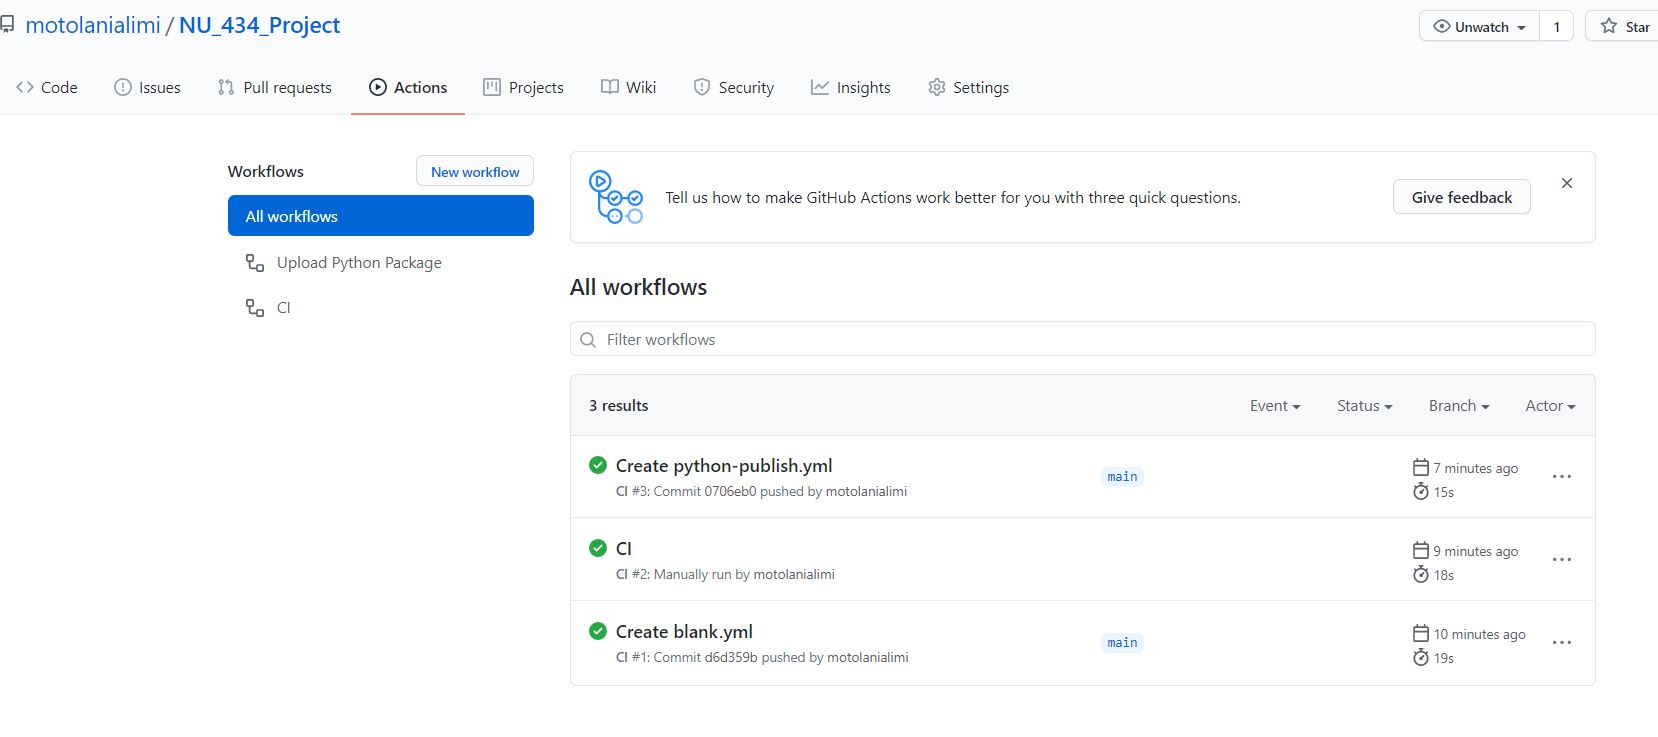 motolanialimi / NU_434_Project
Unwatch 1 Star
Code Issues Pull requests Actions Projects Wiki Security Insights Settings
Workflows New workflow
All workflows
Upload Python Package
CI
Tell us how to make GitHub Actions work better for you with three quick questions. Give feedback
All workflows
Filter workflows
3 results Event Status Branch Actor
Create python-publish.yml main 7 minutes ago
CI #3: Commit 0706eb0 pushed by motolanialimi 15s
CI 9 minutes ago
CI #2: Manually run by motolanialimi 18s
Create blank.yml main 10 minutes ago
CI #1: Commit d6d359b pushed by motolanialimi 19s